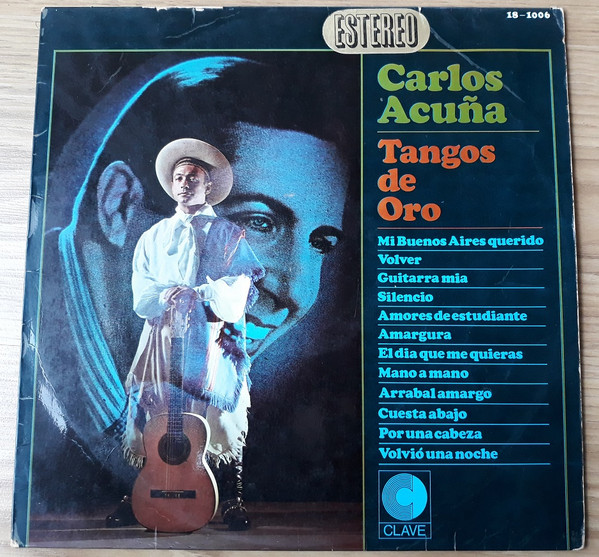 ESTEREO
18-1006
Carlos
Acuña
Tangos
de
Oro
Mi Buenos Aires querido
Volver
Guitarra mia
Silencio
Amores de estudiante
Amargura
El dia que me quieras
Mano a mano
Arrabal amargo
Cuesta abajo
Por una cabeza
Volvió una noche
CLAVE